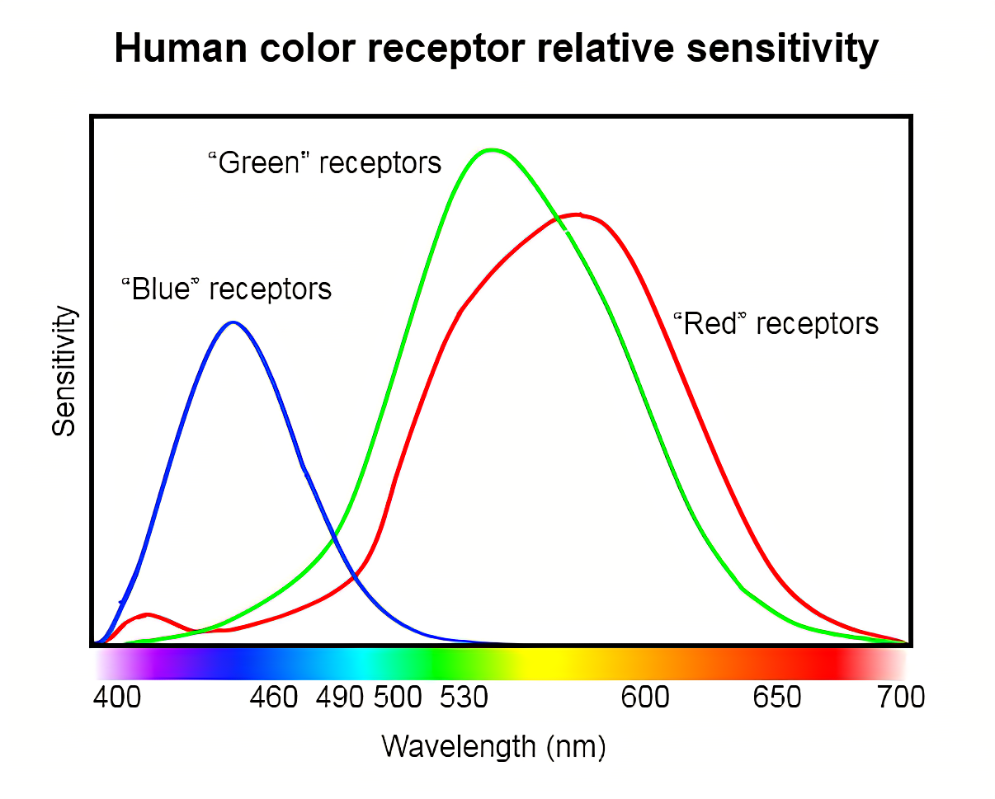 Human color receptor relative sensitivity
"Green" receptors
"Blue" receptors
"Red" receptors
Sensitivity
400 460 490 500 530 600 650 700
Wavelength (nm)